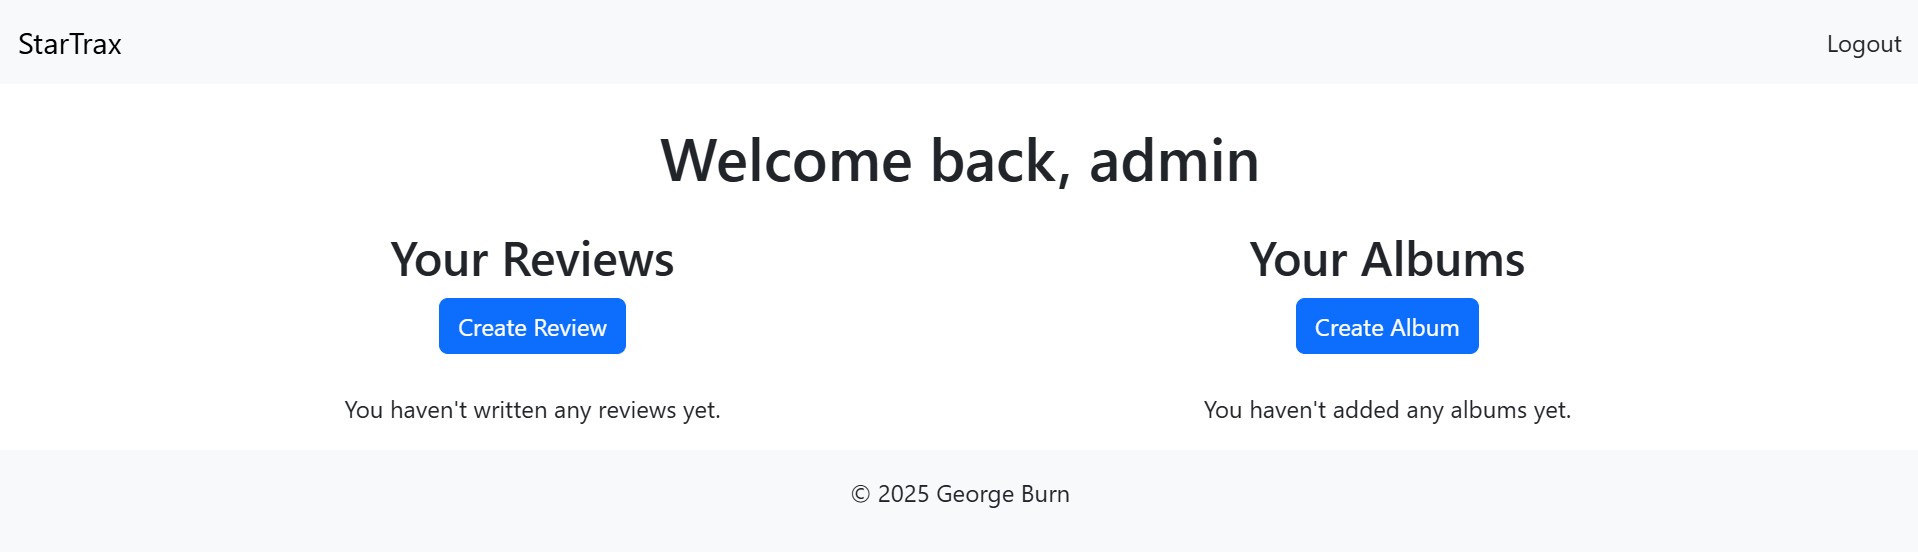 StarTrax
Logout
Welcome back, admin
Your Reviews
Create Review
You haven't written any reviews yet.
Your Albums
Create Album
You haven't added any albums yet.
© 2025 George Burn